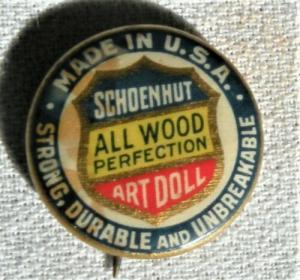 MADE IN U.S.A.
SCHOENHUT
ALL WOOD
PERFECTION
ART DOLL
STRONG, DURABLE AND UNBREAKABLE